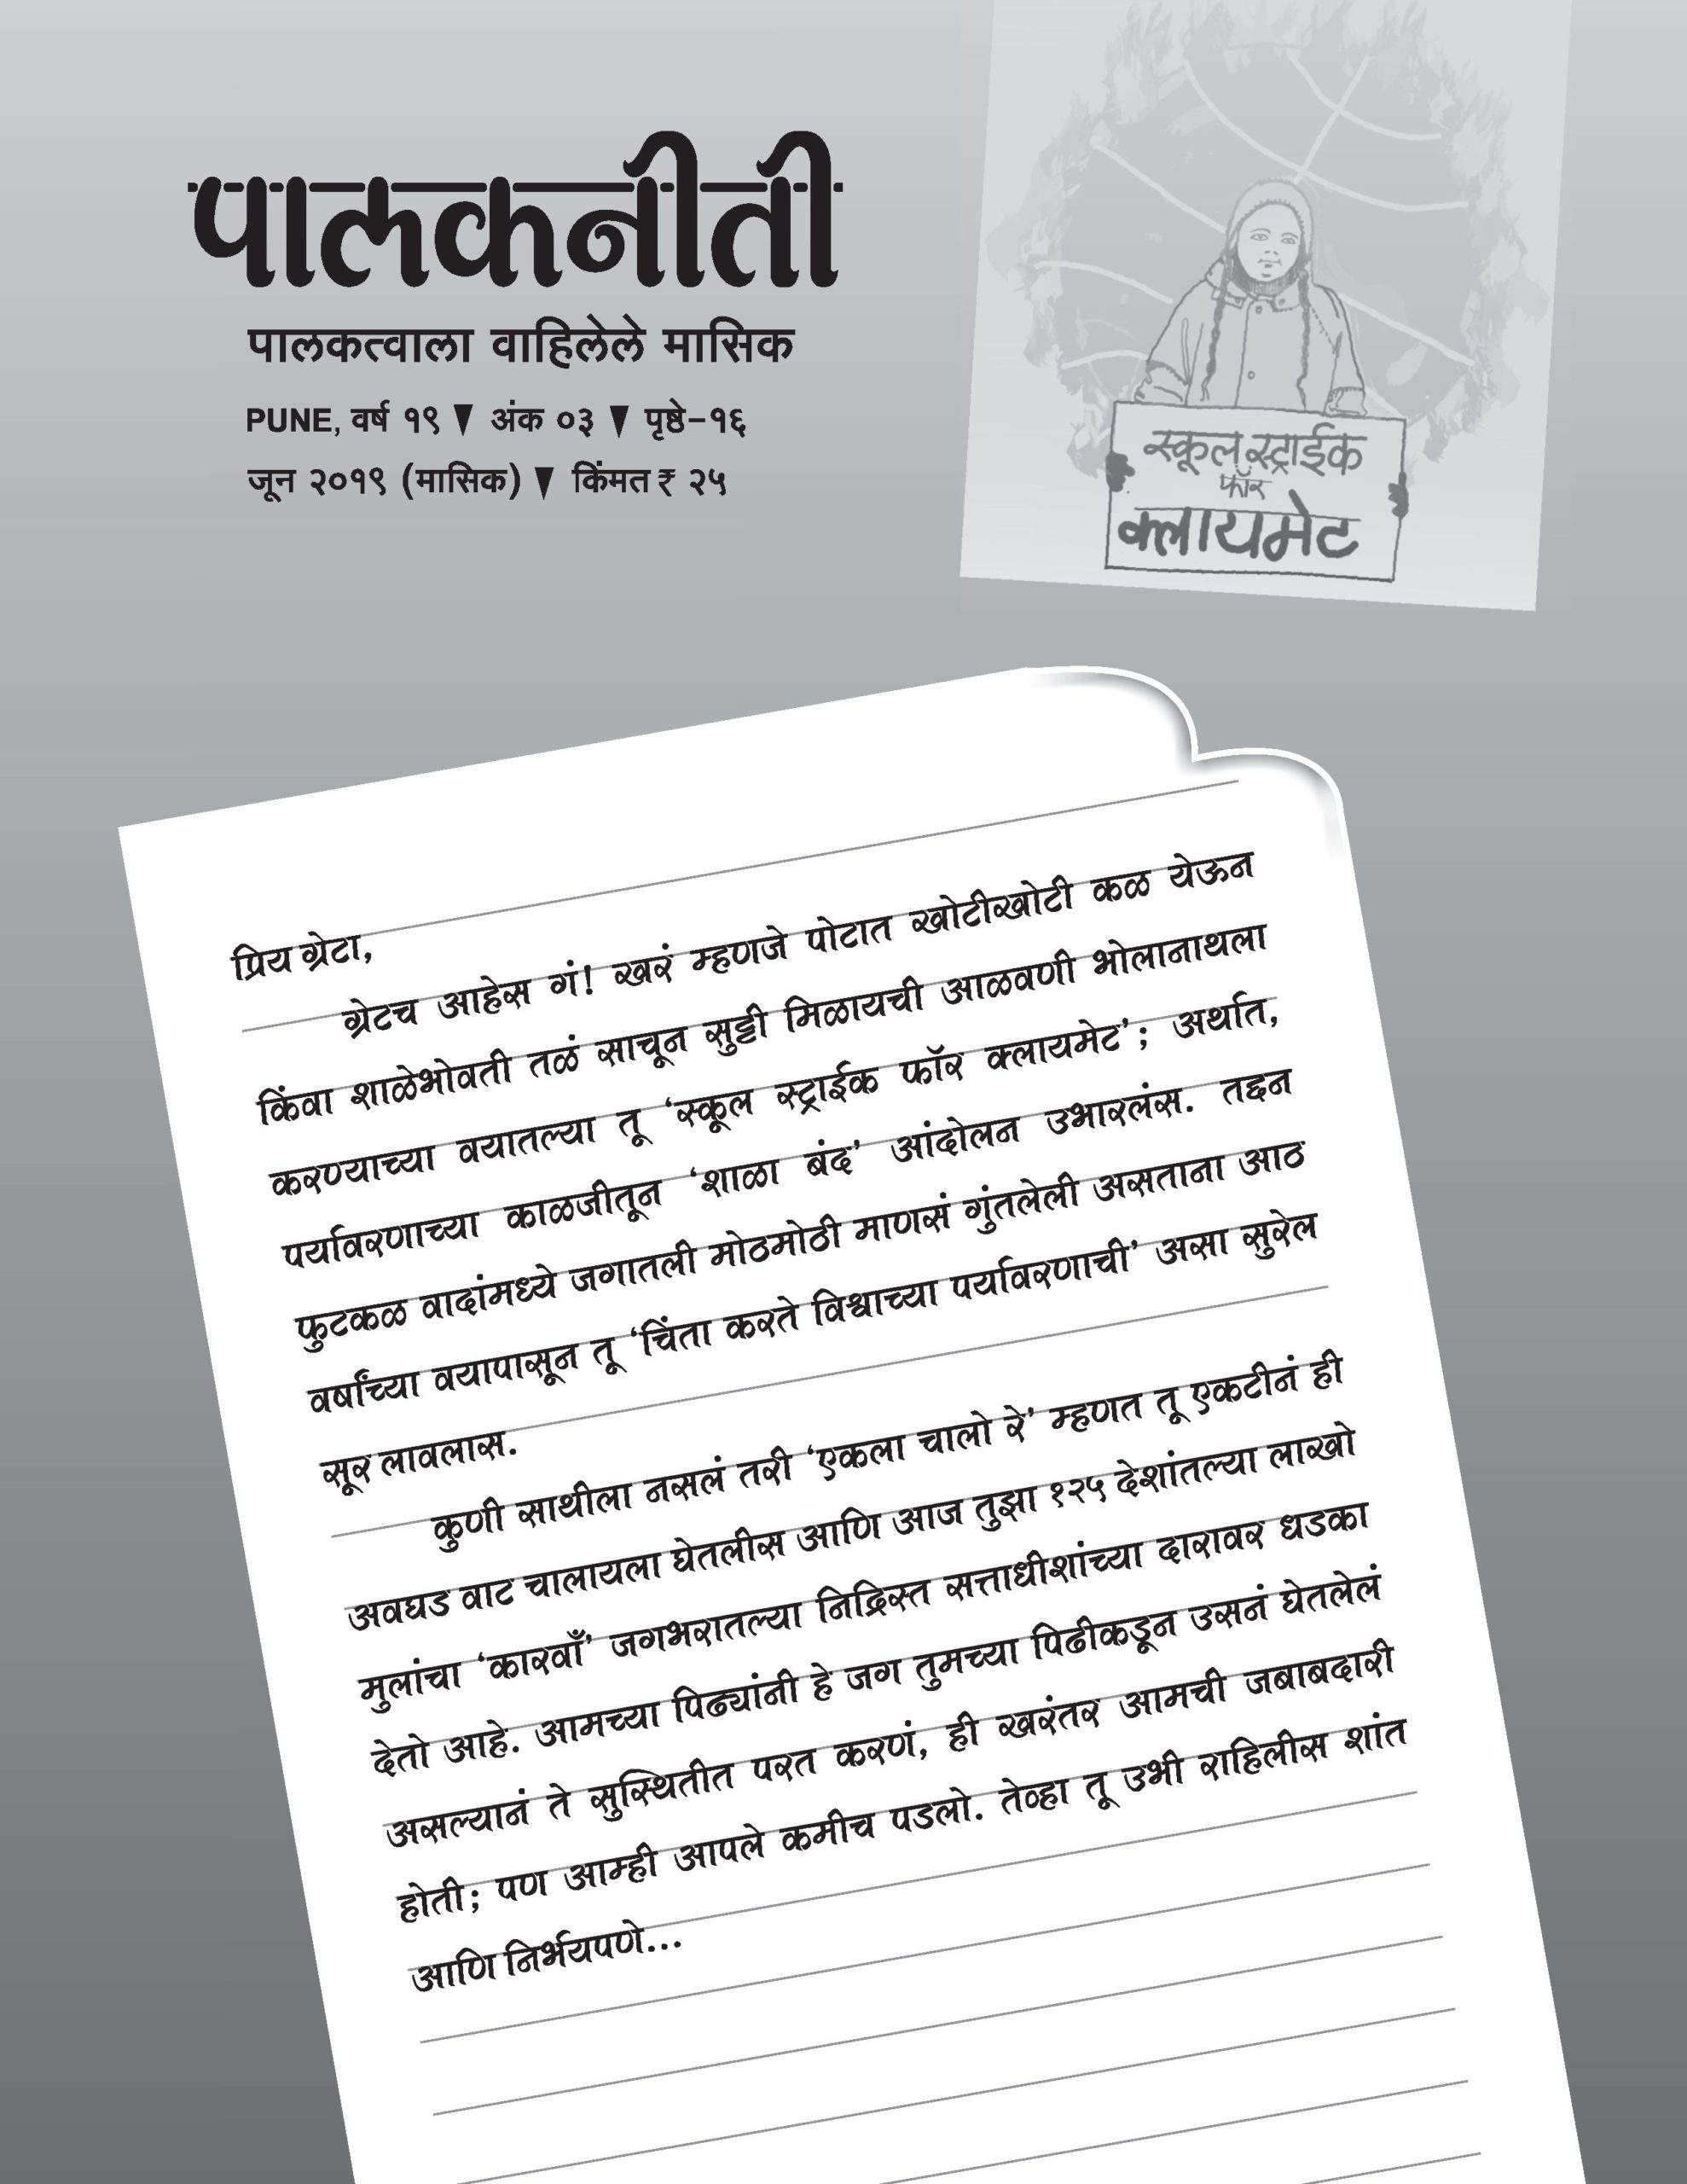 पालकनीती
पालकत्वाला वाहिलेले मासिक
PUNE, वर्ष १९ ▼ अंक ०३ ▼ पृष्ठे-१६
जून २०१९ (मासिक) ▼ किंमत ₹ २५
स्कूल स्ट्राईक
फॉर
क्लायमेट
प्रिय ग्रेटा,
ग्रेटच आहेस गं! खरं म्हणजे पोटात खोटीखोटी कळ येऊन
किंवा शाळेभोवती तळं साचून सुट्टी मिळायची आळवणी भोलानाथला
करण्याच्या वयातल्या तू ‘स्कूल स्ट्राईक फॉर क्लायमेट’; अर्थात,
पर्यावरणाच्या काळजीतून ‘शाळा बंद’ आंदोलन उभारलंस. तद्दन
फुटकळ वादांमध्ये जगातली मोठमोठी माणसं गुंतलेली असताना आठ
वर्षांच्या वयापासून तू ‘चिंता करते विश्वाच्या पर्यावरणाची’ असा सुरेल
सूर लावलास.
कुणी साथीला नसलं तरी ‘एकला चालो रे’ म्हणत तू एकटीनं ही
अवघड वाट चालायला घेतलीस आणि आज तुझा १२५ देशांतल्या लाखो
मुलांचा ‘कारवाँ’ जगभरातल्या निद्रिस्त सत्ताधीशांच्या दारावर धडका
देतो आहे. आमच्या पिढ्यांनी हे जग तुमच्या पिढीकडून उसनं घेतलेलं
असल्यानं ते सुस्थितीत परत करणं, ही खरंतर आमची जबाबदारी
होती; पण आम्ही आपले कमीच पडलो. तेव्हा तू उभी राहिलीस शांत
आणि निर्भयपणे...